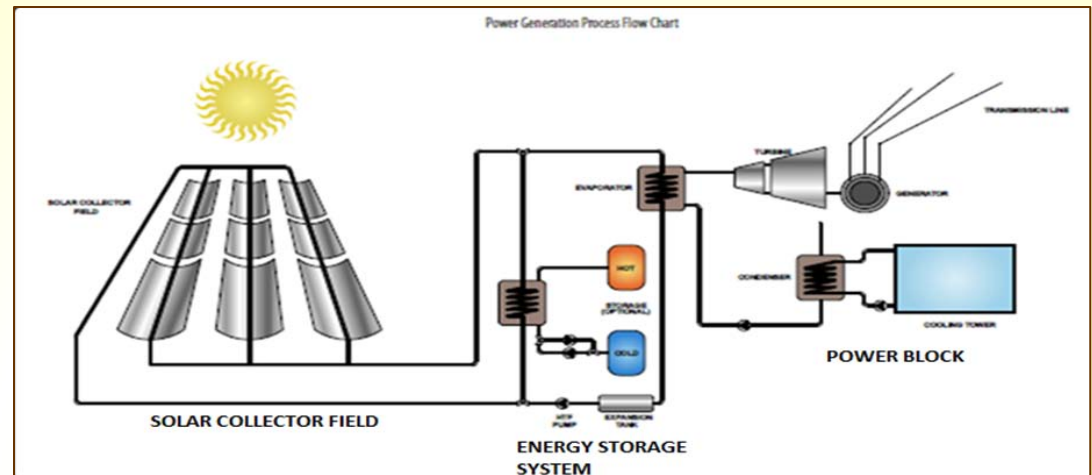 Power Generation Process Flow Chart
TRANSMISSION LINE
TURBINE
EVAPORATOR
GENERATOR
SOLAR COLLECTOR
FIELD
HOT
CONDENSER
STORAGE
(OPTIONAL)
COLD
COOLING TOWER
POWER BLOCK
SOLAR COLLECTOR FIELD
HTF
PUMP
EXPANSION
TANK
ENERGY STORAGE
SYSTEM